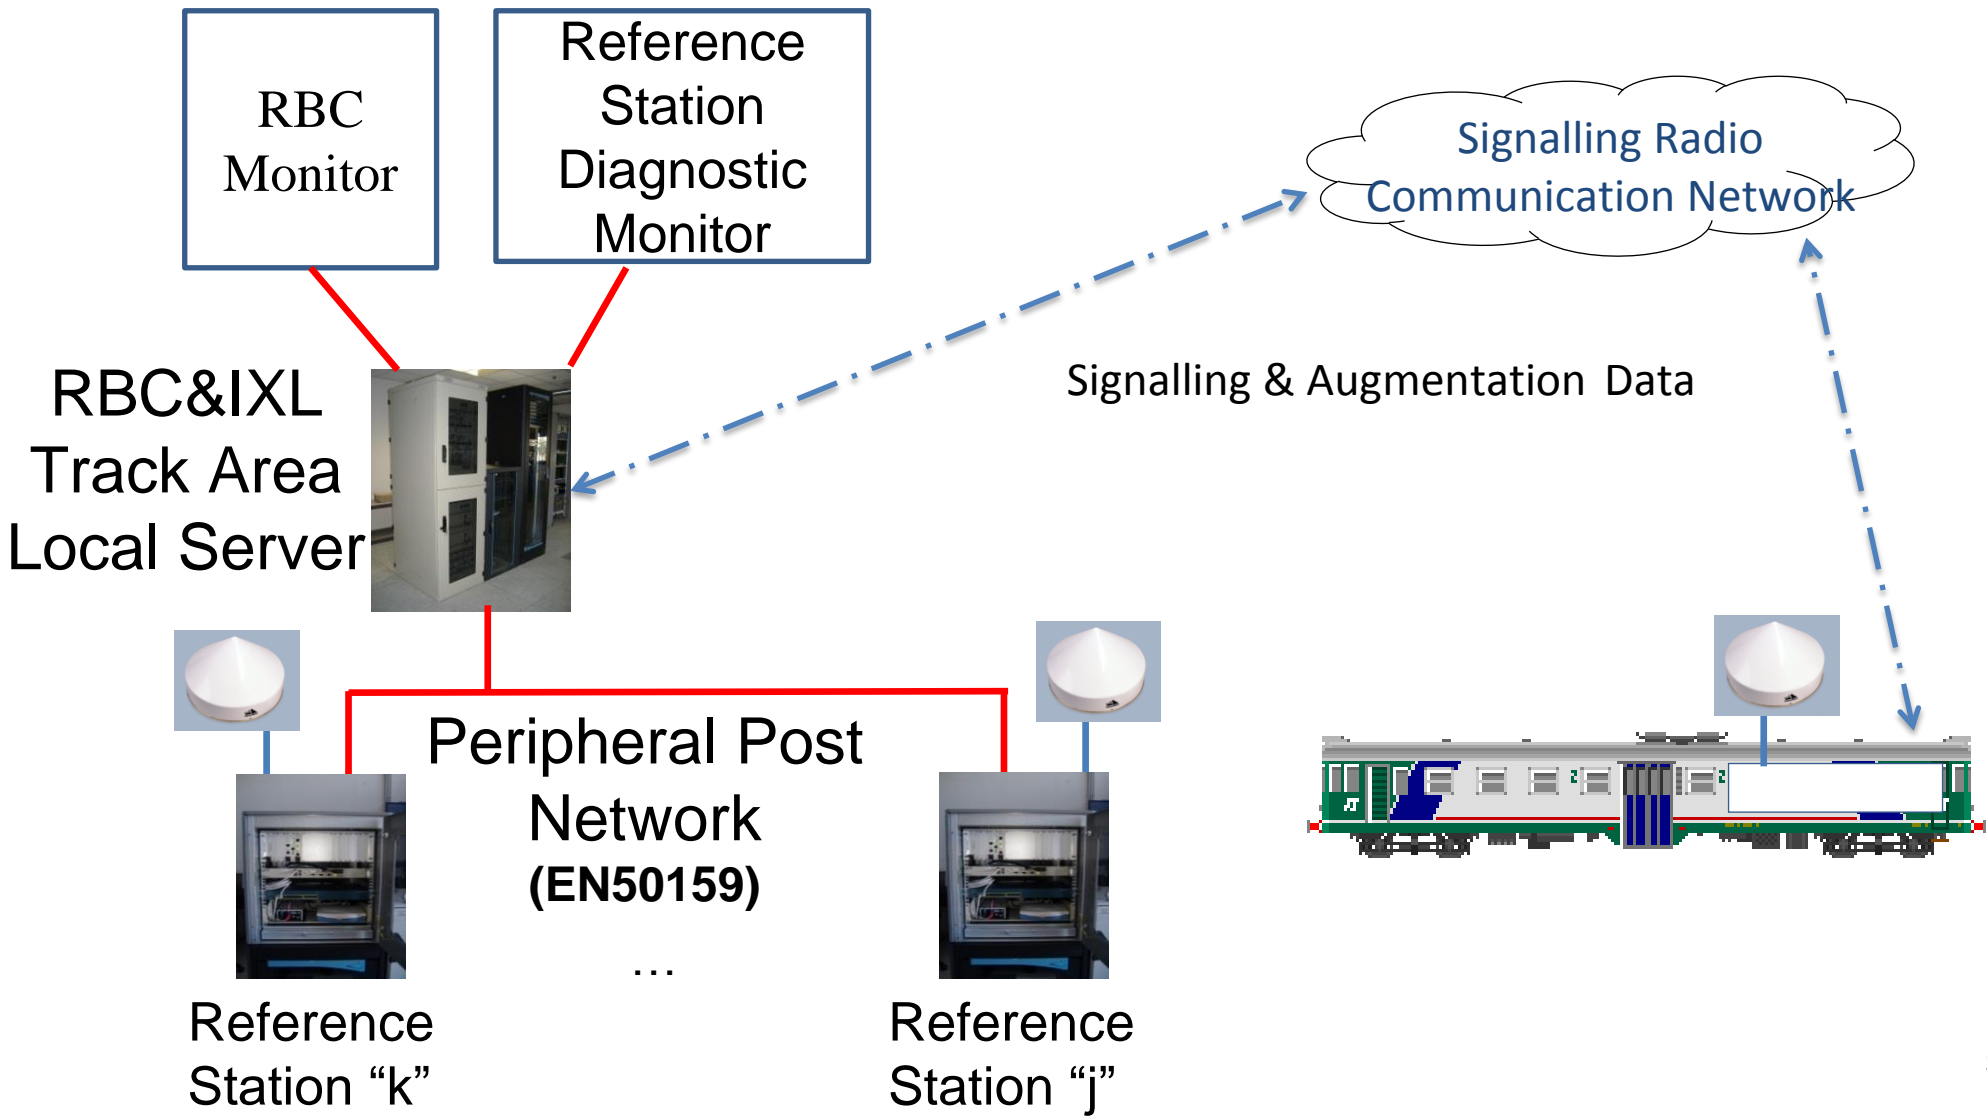 RBC
Monitor
Reference
Station
Diagnostic
Monitor
Signalling Radio
Communication Network
Signalling & Augmentation Data
RBC&IXL
Track Area
Local Server
Peripheral Post
Network
(EN50159)
…
Reference
Station “k”
Reference
Station “j”